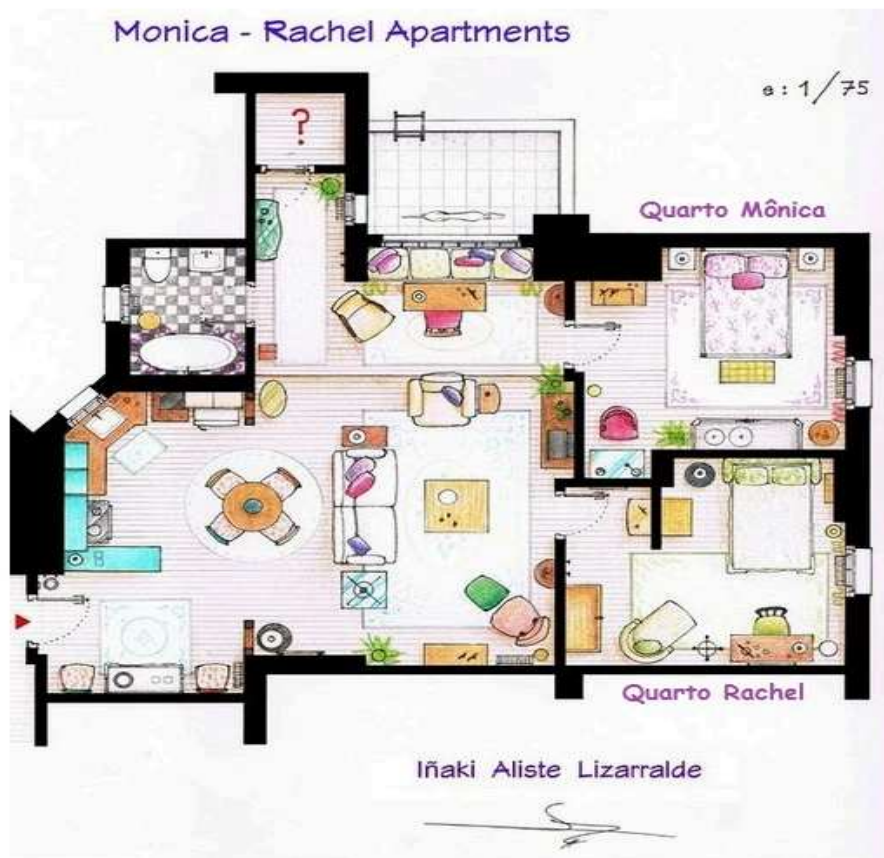 Monica - Rachel Apartments
e: 1/75
?
Quarto Mônica
Quarto Rachel
Iñaki Aliste Lizarralde